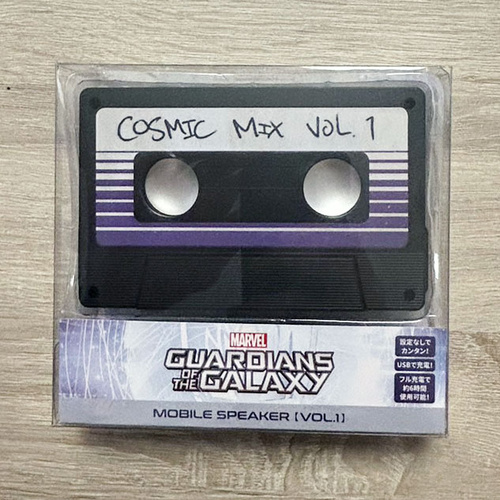 COSMIC MIX VOL. 1
MARVEL
GUARDIANS
OF THE GALAXY
MOBILE SPEAKER [VOL.1]
設定なしで
カンタン!
USBで充電!
フル充電で
約6時間
使用可能!